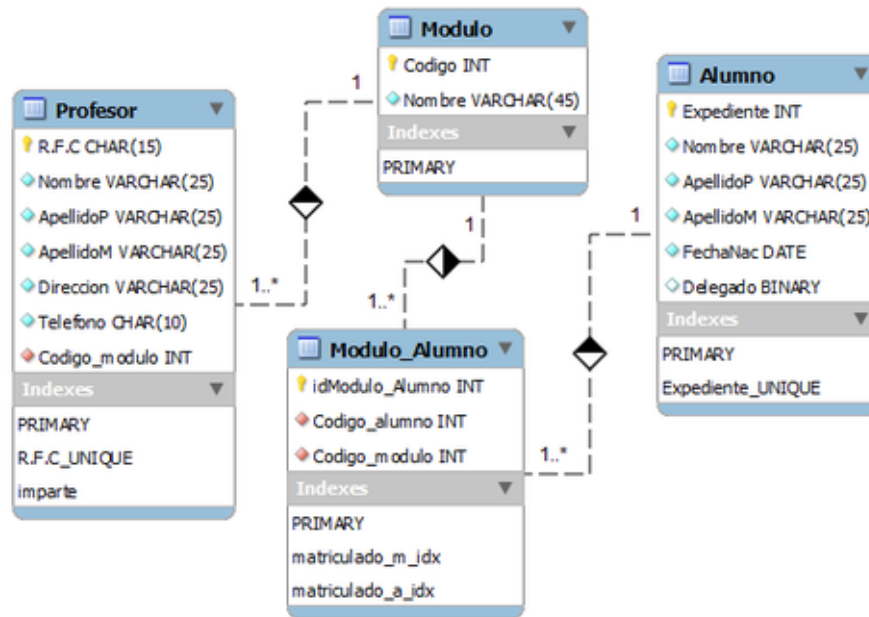 Modulo
Codigo INT
Nombre VARCHAR(45)
Indexes
PRIMARY
Profesor
R.F.C CHAR(15)
Nombre VARCHAR(25)
ApellidoP VARCHAR(25)
ApellidoM VARCHAR(25)
Direccion VARCHAR(25)
Telefono CHAR(10)
Codigo_modulo INT
Indexes
PRIMARY
R.F.C_UNIQUE
imparte
Alumno
Expediente INT
Nombre VARCHAR(25)
ApellidoP VARCHAR(25)
ApellidoM VARCHAR(25)
FechaNac DATE
Delegado BINARY
Indexes
PRIMARY
Expediente_UNIQUE
Modulo_Alumno
idModulo_Alumno INT
Codigo_alumno INT
Codigo_modulo INT
Indexes
PRIMARY
matriculado_m_idx
matriculado_a_idx
1
1..*
1
1..*
1
1..*